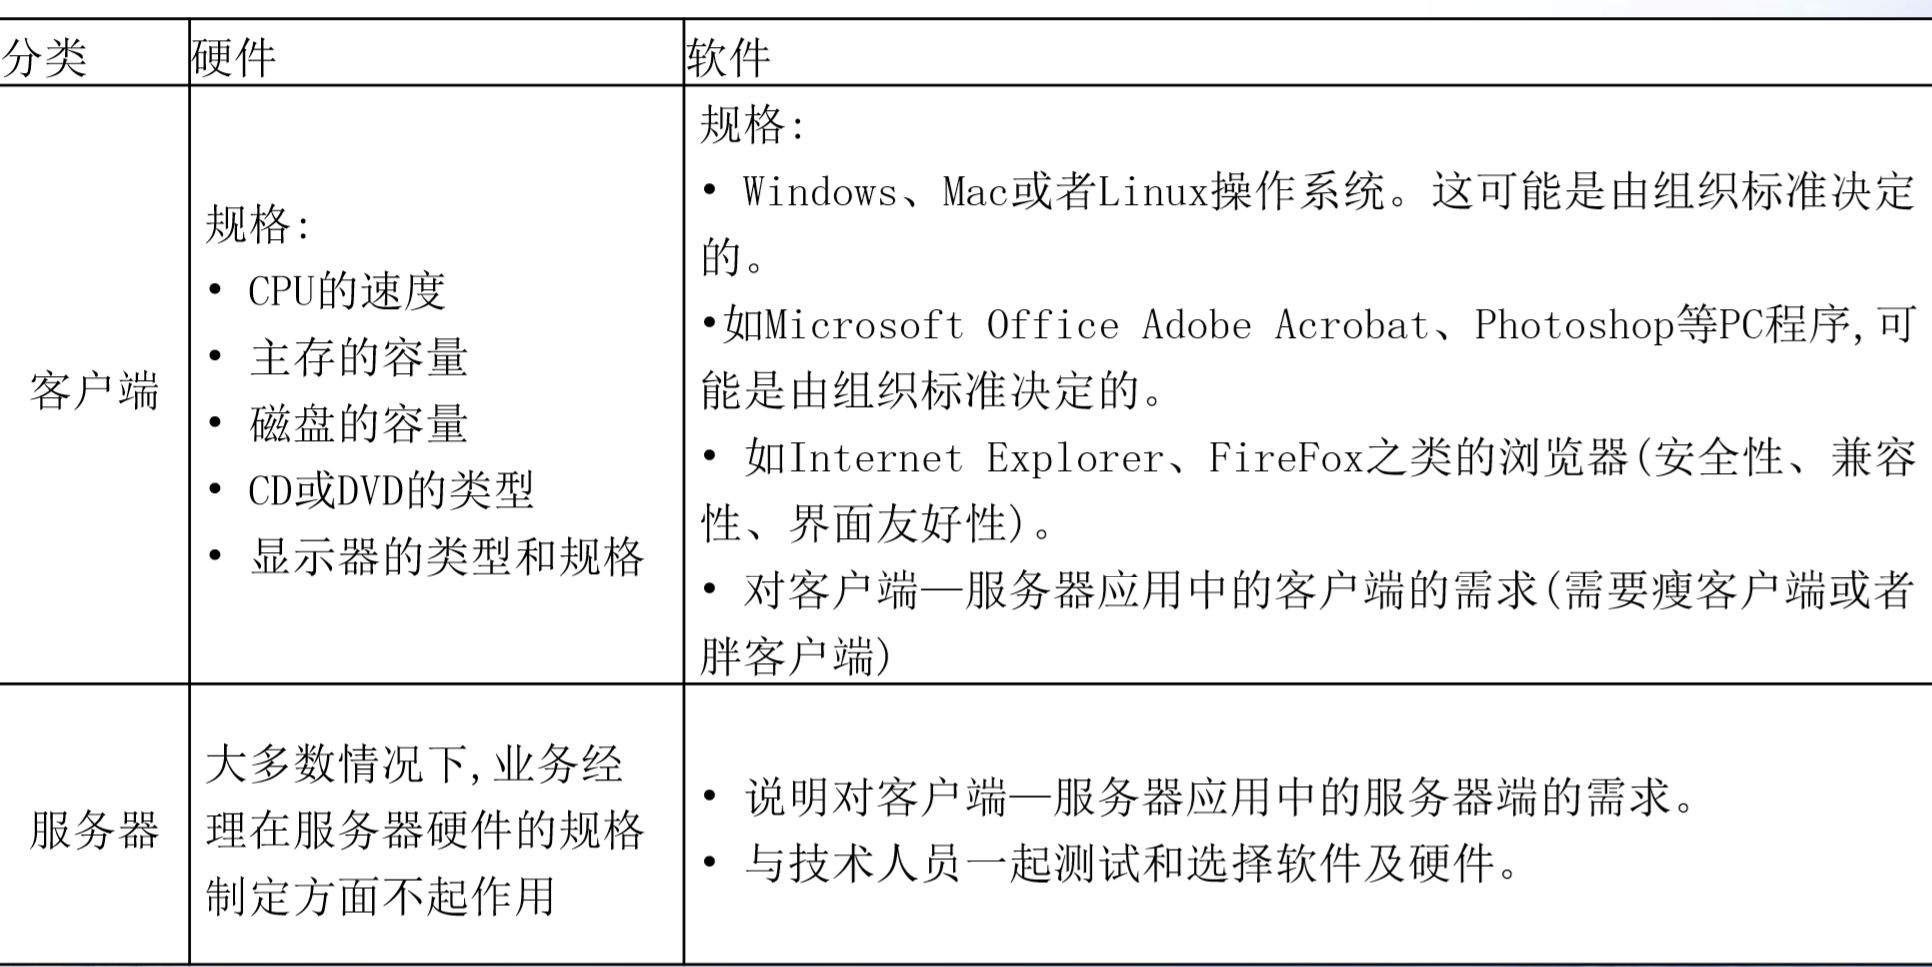 分类
硬件
软件
客户端
规格:
• CPU的速度
• 主存的容量
• 磁盘的容量
• CD或DVD的类型
• 显示器的类型和规格
规格:
• Windows、Mac或者Linux操作系统。这可能是由组织标准决定
的。
•如Microsoft Office Adobe Acrobat、Photoshop等PC程序,可
能是由组织标准决定的。
• 如Internet Explorer、FireFox之类的浏览器(安全性、兼容
性、界面友好性)。
• 对客户端—服务器应用中的客户端的需求(需要瘦客户端或者
胖客户端)
服务器
大多数情况下,业务经
理在服务器硬件的规格
制定方面不起作用
• 说明对客户端—服务器应用中的服务器端的需求。
• 与技术人员一起测试和选择软件及硬件。